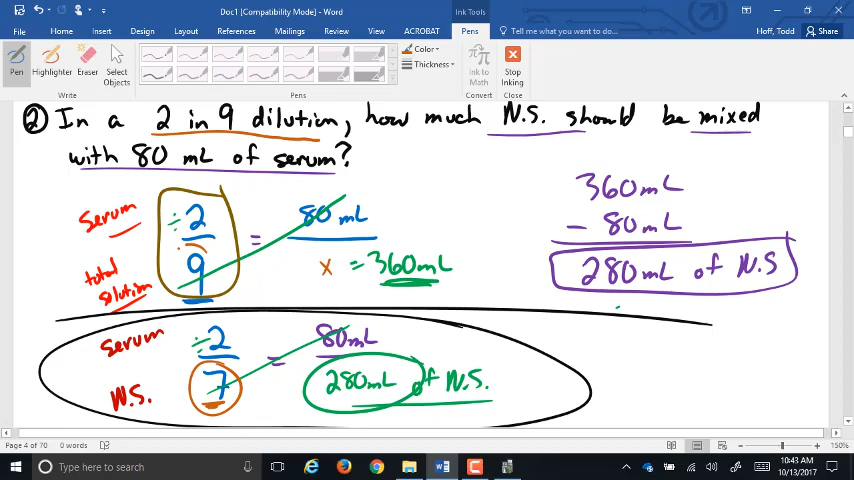 Doc1 [Compatibility Mode] - Word
Ink Tools
File Home Insert Design Layout References Mailings Review View ACROBAT Pens Tell me what you want to do... Hoff, Todd Share
Pen Highlighter Eraser Select Objects
Color Thickness
Ink to Math Stop Inking
Write Pens Convert Close
② In a 2 in 9 dilution, how much N.S. should be mixed
with 80 mL of serum?
serum ÷ 2 = 80 mL
total solution 9 x = 360mL
360mL
- 80mL
280mL of N.S
serum ÷ 2 = 80mL
N.S. 7 280mL of N.S.
Page 4 of 70 0 words 150%
Type here to search
10:43 AM
10/13/2017